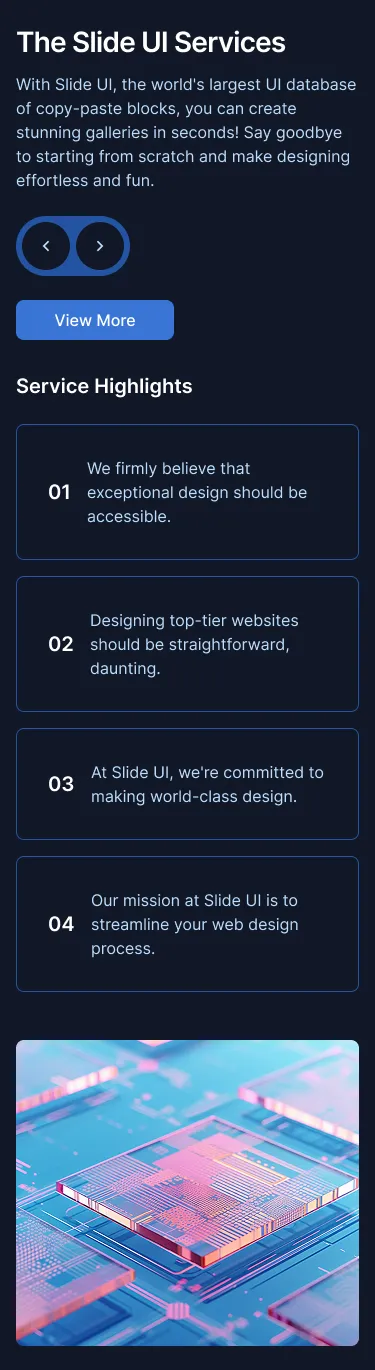 The Slide UI Services
With Slide UI, the world's largest UI database
of copy-paste blocks, you can create
stunning galleries in seconds! Say goodbye
to starting from scratch and make designing
effortless and fun.
View More
Service Highlights
01
We firmly believe that
exceptional design should be
accessible.
02
Designing top-tier websites
should be straightforward,
daunting.
03
At Slide UI, we're committed to
making world-class design.
04
Our mission at Slide UI is to
streamline your web design
process.